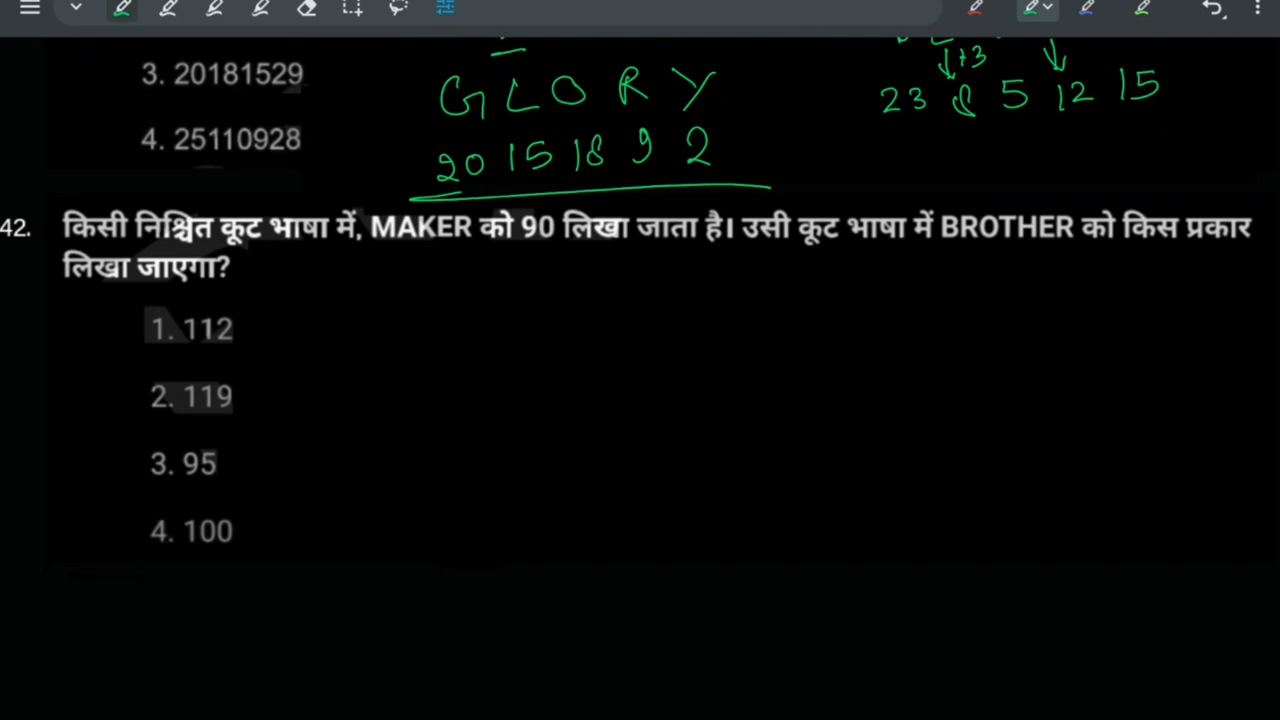 3. 20181529
4. 25110928
G L O R Y
20 15 18 9 2
+3
23 8 5 12 15
42. किसी निश्चित कूट भाषा में, MAKER को 90 लिखा जाता है। उसी कूट भाषा में BROTHER को किस प्रकार
लिखा जाएगा?
1. 112
2. 119
3. 95
4. 100